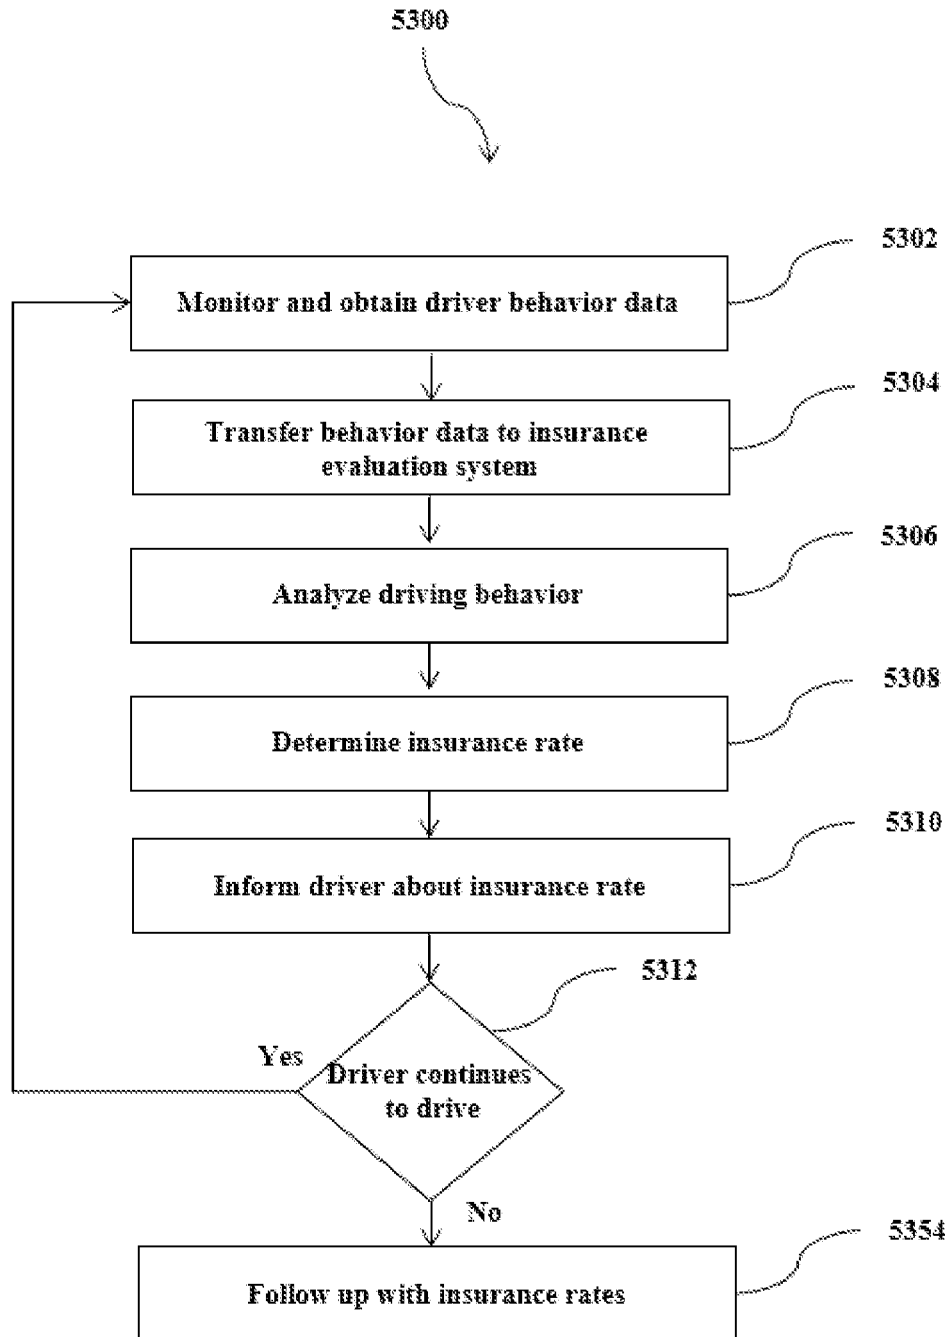 5300
5302
Monitor and obtain driver behavior data
5304
Transfer behavior data to insurance
evaluation system
5306
Analyze driving behavior
5308
Determine insurance rate
5310
Inform driver about insurance rate
5312
Yes
Driver continues
to drive
No
5354
Follow up with insurance rates